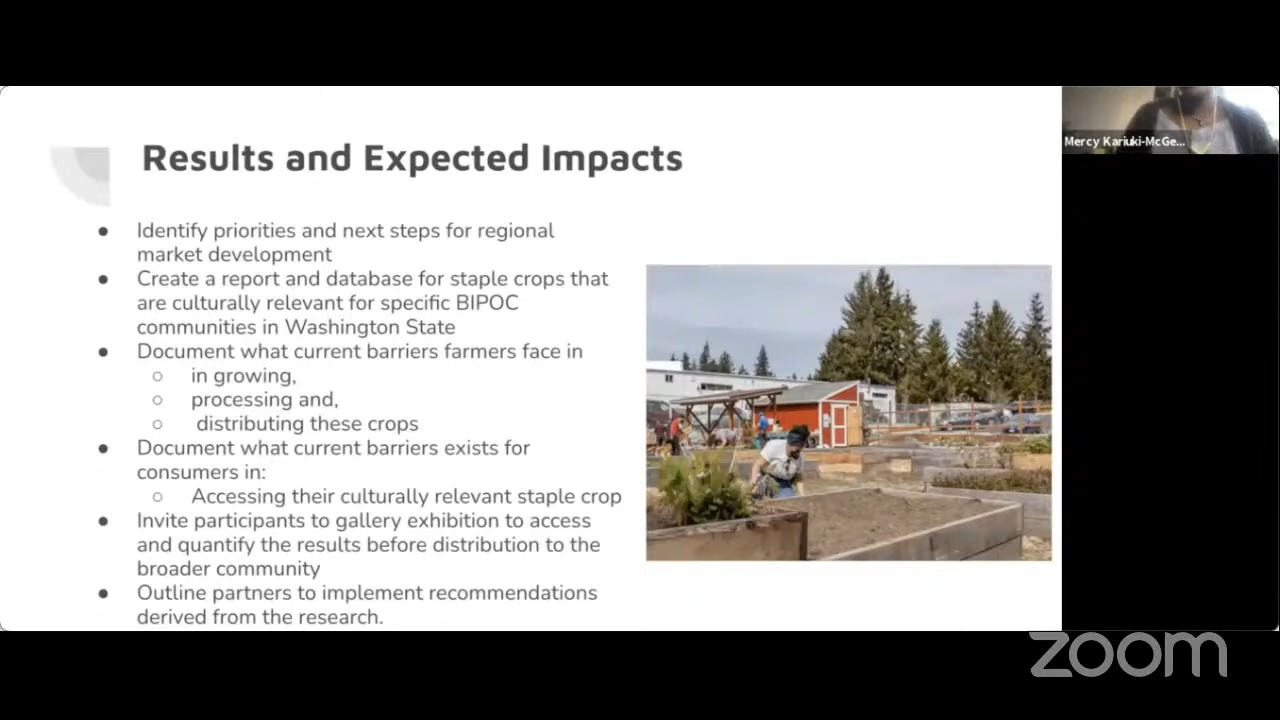 Results and Expected Impacts
● Identify priorities and next steps for regional
market development
● Create a report and database for staple crops that
are culturally relevant for specific BIPOC
communities in Washington State
● Document what current barriers farmers face in
○ in growing,
○ processing and,
○ distributing these crops
● Document what current barriers exists for
consumers in:
○ Accessing their culturally relevant staple crop
● Invite participants to gallery exhibition to access
and quantify the results before distribution to the
broader community
● Outline partners to implement recommendations
derived from the research.
Mercy Kariuki-McGe...
zoom